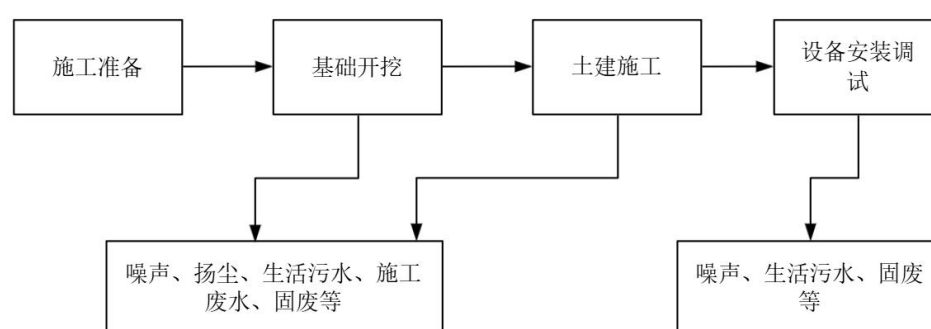 施工准备
基础开挖
土建施工
设备安装调
试
噪声、扬尘、生活污水、施工
废水、固废等
噪声、生活污水、固废
等